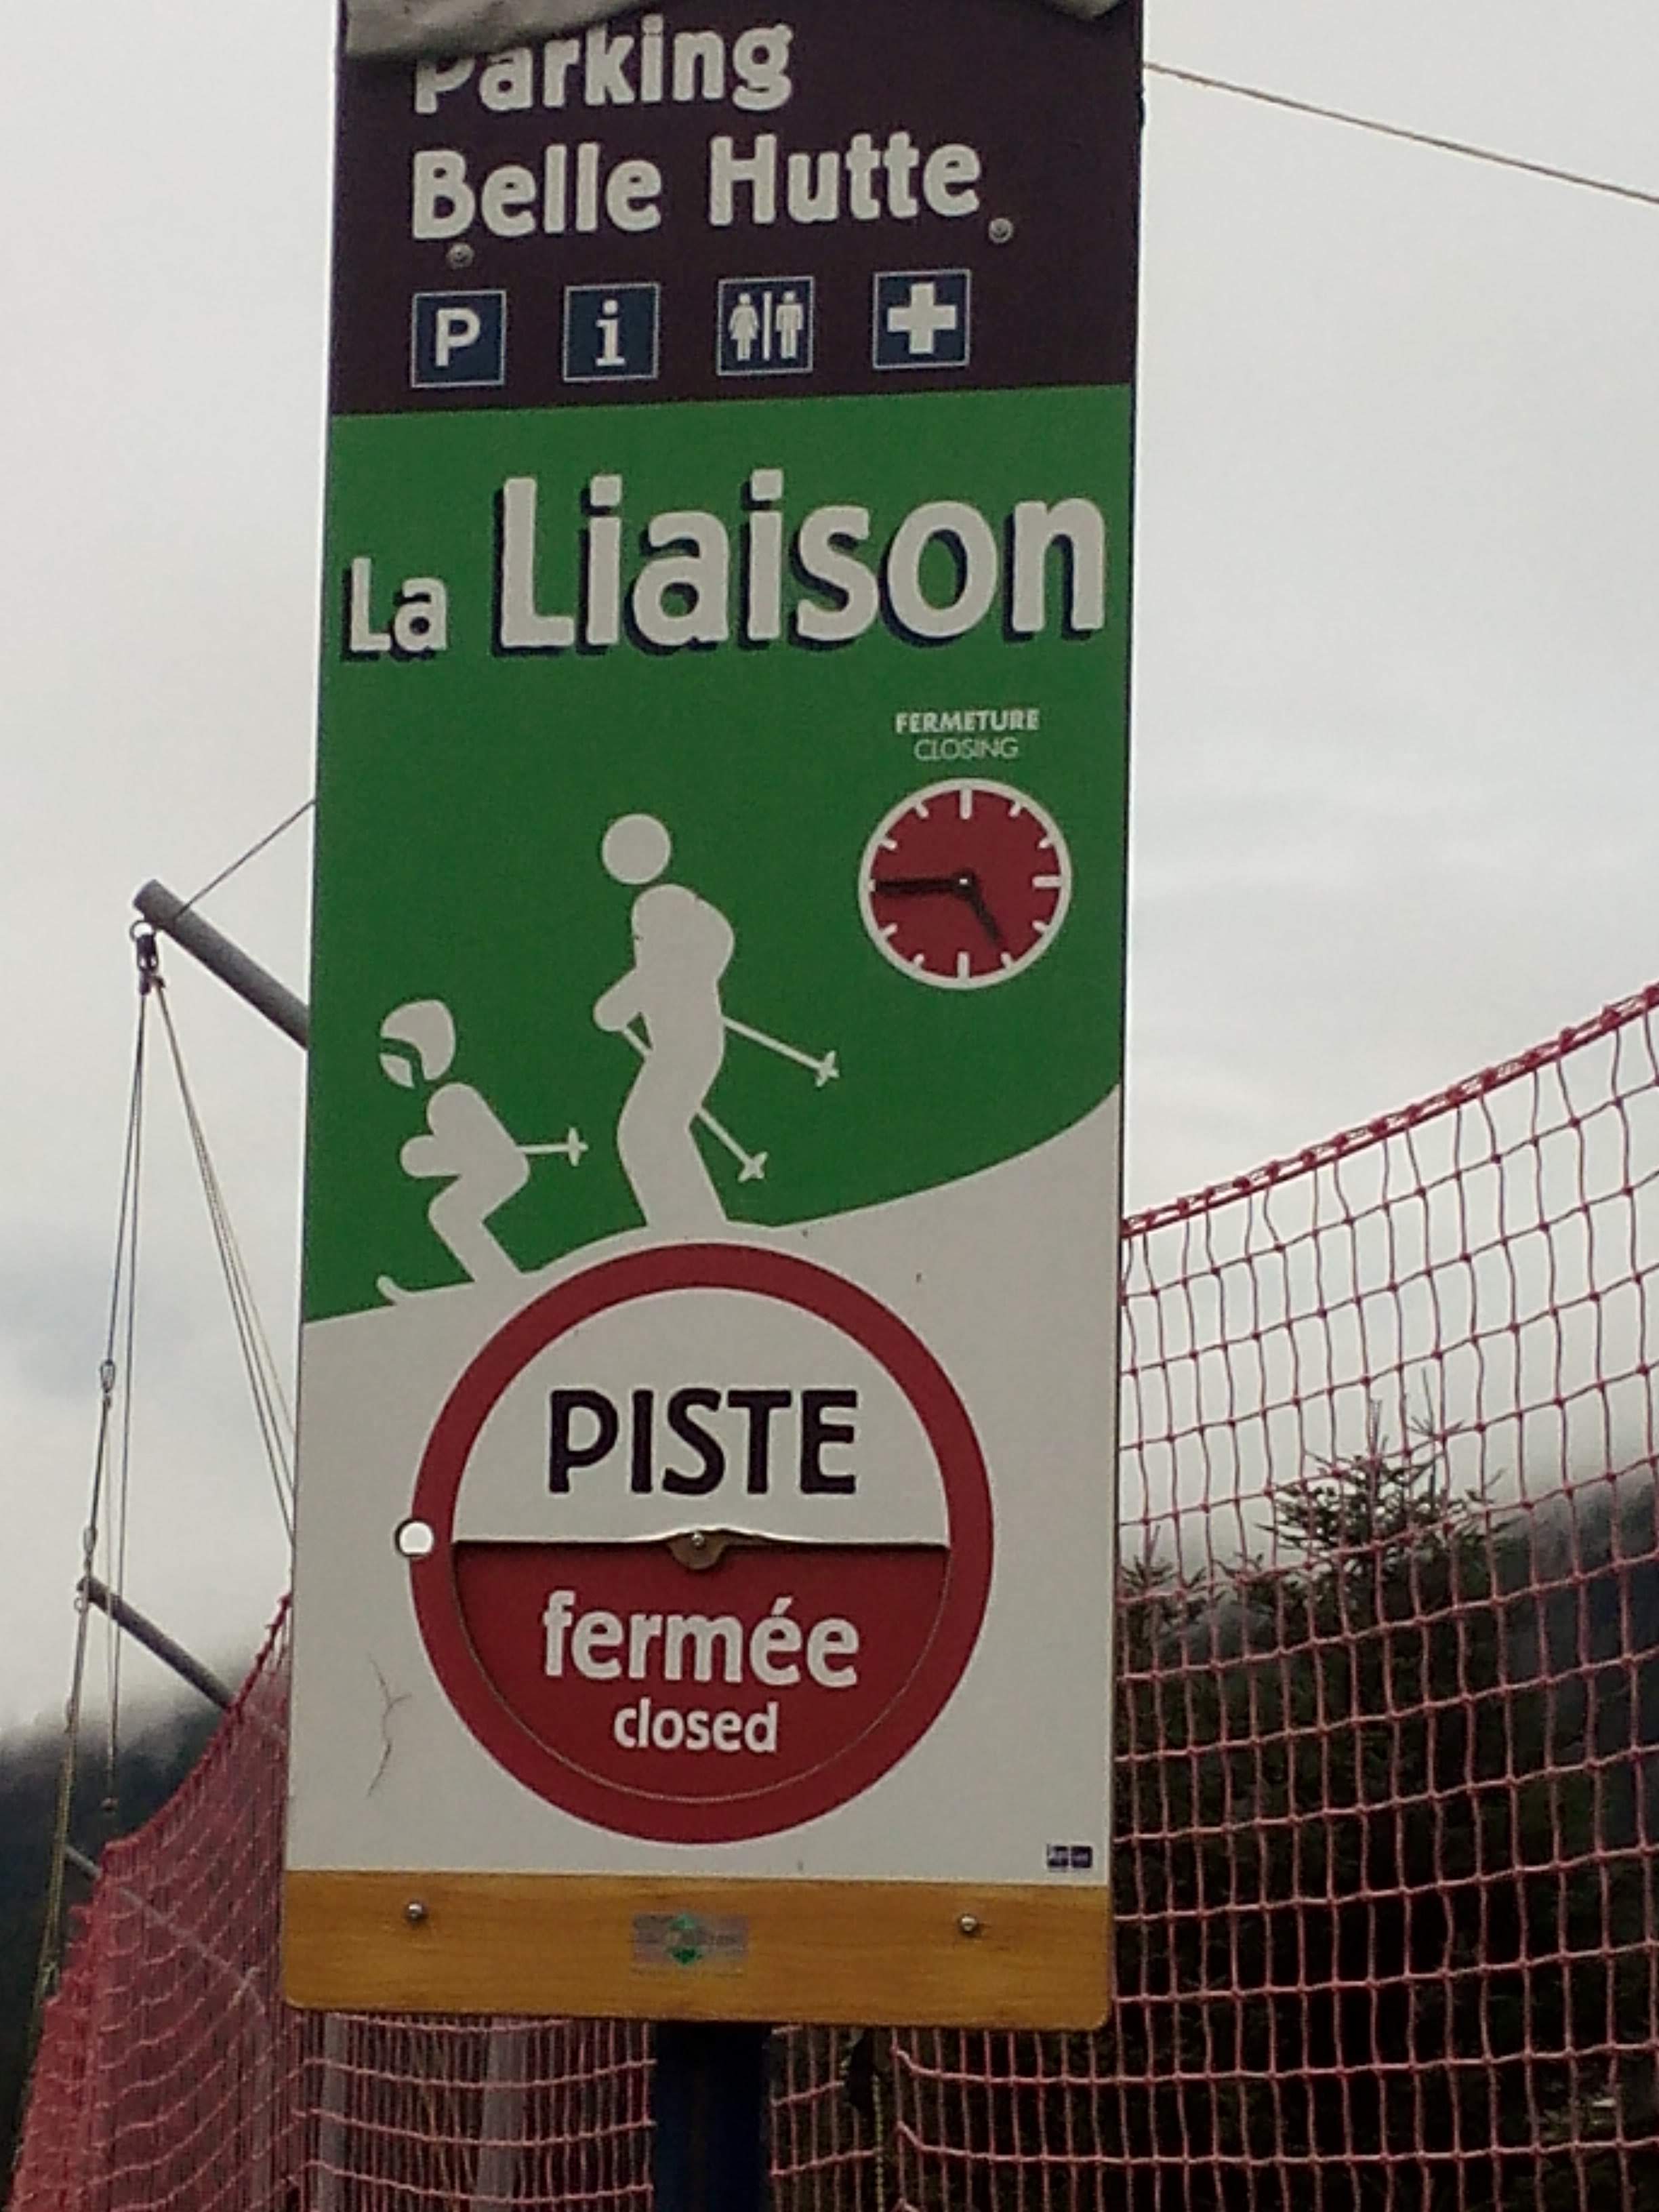 Parking
Belle Hutte
P i
La Liaison
FERMETURE
CLOSING
PISTE
fermée
closed